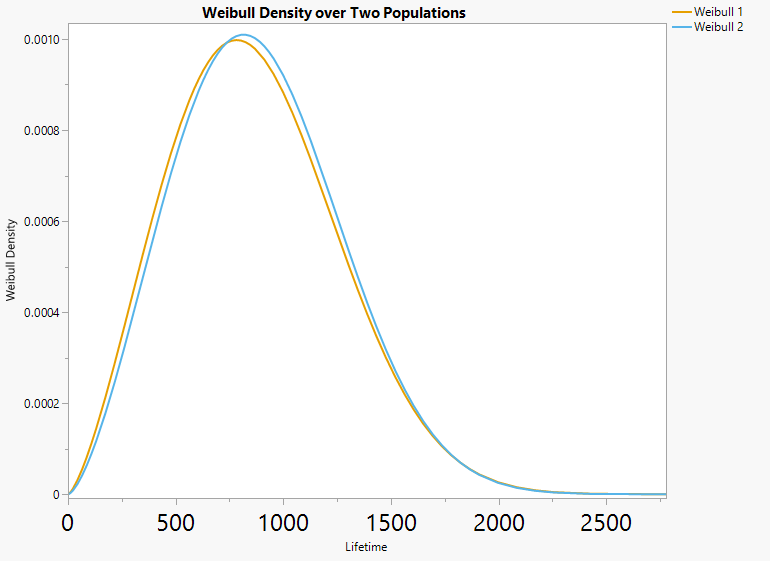 Weibull Density over Two Populations
Weibull 1
Weibull 2
Weibull Density
0.0010
0.0008
0.0006
0.0004
0.0002
0
0 500 1000 1500 2000 2500
Lifetime